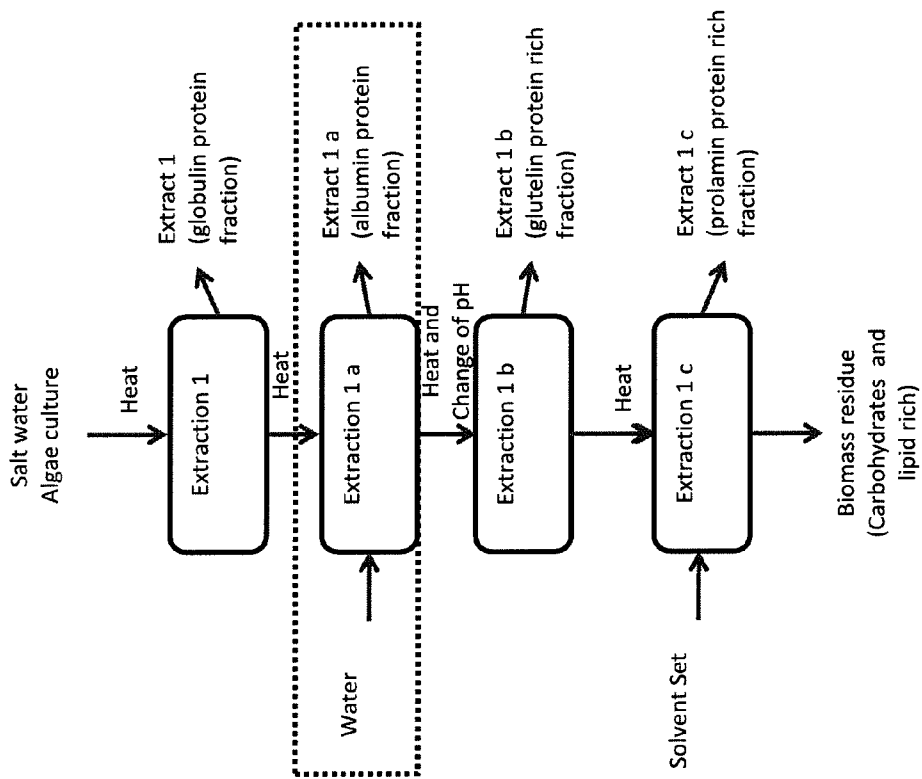 Salt water
Algae culture
Heat
Extraction 1
Extract 1
(globulin protein
fraction)
Heat
Water
Extraction 1 a
Extract 1 a
(albumin protein
fraction)
Heat and
Change of pH
Extraction 1 b
Extract 1 b
(glutelin protein rich
fraction)
Heat
Solvent Set
Extraction 1 c
Extract 1 c
(prolamin protein rich
fraction)
Biomass residue
(Carbohydrates and
lipid rich)